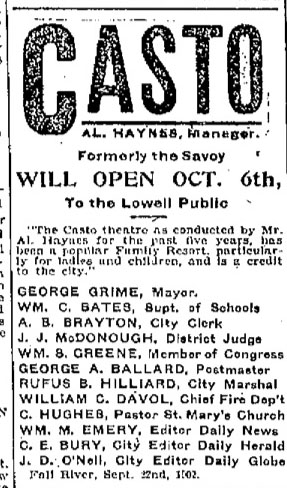 CASTO
AL. HAYNES, Manager.
Formerly the Savoy
WILL OPEN OCT. 6th,
To the Lowell Public
"The Casto theatre as conducted by Mr.
Al. Haynes for the past five years, has
been a popular Family Resort, particular-
ly for ladies and children, and is a credit
to the city."
GEORGE GRIME, Mayor.
WM. C. BATES, Supt. of Schools
A. B. BRAYTON, City Clerk
J. J. McDONOUGH, District Judge
WM. S. GREENE, Member of Congress
GEORGE A. BALLARD, Postmaster
RUFUS B. HILLIARD, City Marshal
WILLIAM C. DAVOL, Chief Fire Dep't
C. HUGHES, Pastor St. Mary's Church
WM. M. EMERY, Editor Daily News
C. E. BURY, City Editor Daily Herald
J. D. O'Neil, City Editor Daily Globe
Fall River, Sept. 22nd, 1902.